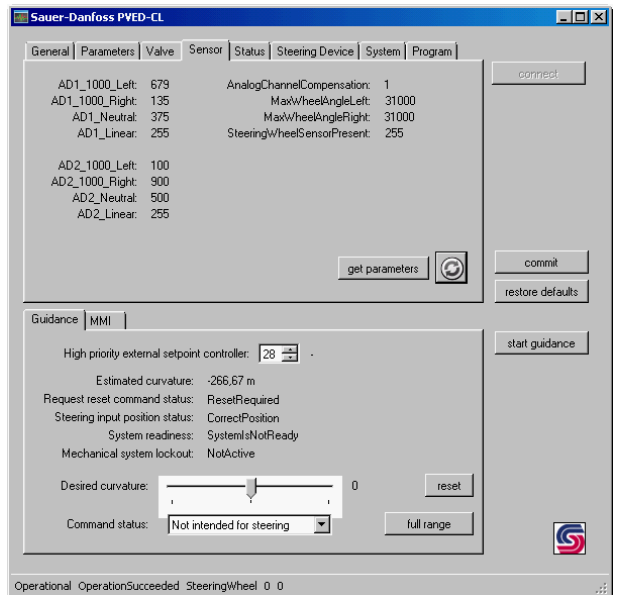 Sauer-Danfoss PVED-CL
General Parameters Valve Sensor Status Steering Device System Program
connect
AD1_1000_Left: 679 AnalogChannelCompensation: 1
AD1_1000_Right: 135 MaxWheelAngleLeft: 31000
AD1_Neutral: 375 MaxWheelAngleRight: 31000
AD1_Linear: 255 SteeringWheelSensorPresent: 255
AD2_1000_Left: 100
AD2_1000_Right: 900
AD2_Neutral: 500
AD2_Linear: 255
get parameters
commit
restore defaults
Guidance MMI
start guidance
High priority external setpoint controller: 28 .
Estimated curvature: -266,67 m
Request reset command status: ResetRequired
Steering input position status: CorrectPosition
System readiness: SystemIsNotReady
Mechanical system lockout: NotActive
Desired curvature: 0 reset
Command status: Not intended for steering full range
Operational OperationSucceeded SteeringWheel 0 0